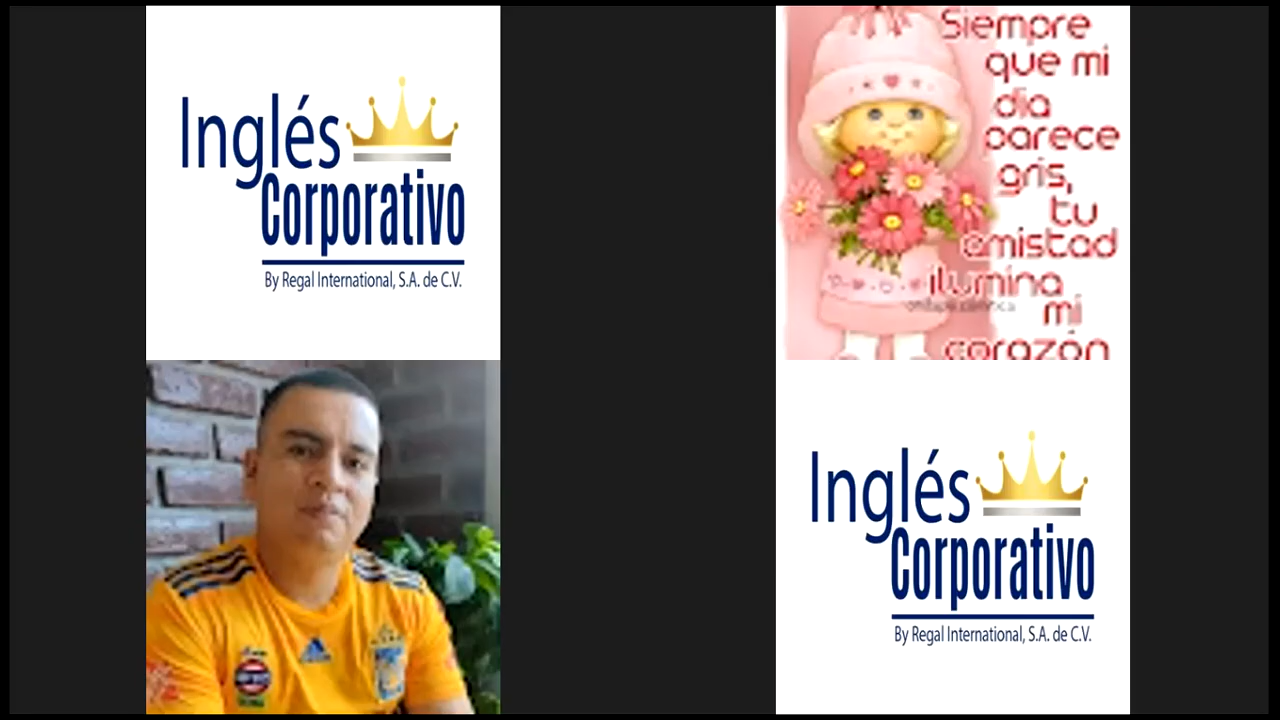 Inglés
Corporativo
By Regal International, S.A. de C.V.
Siempre
que mi
día
parece
gris,
tu
amistad
ilumina
mi
corazón
Inglés
Corporativo
By Regal International, S.A. de C.V.